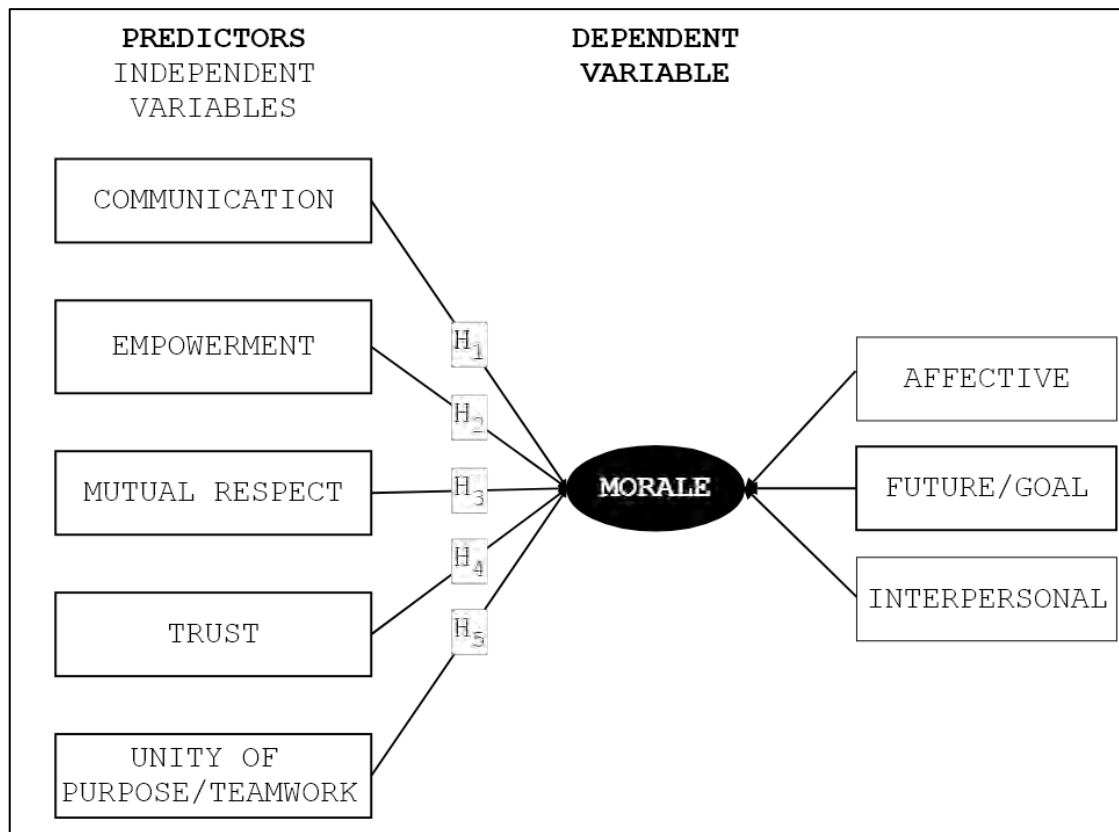 PREDICTORS
INDEPENDENT
VARIABLES
DEPENDENT
VARIABLE
COMMUNICATION
EMPOWERMENT
MUTUAL RESPECT
TRUST
UNITY OF
PURPOSE/TEAMWORK
H1
H2
H3
H4
H5
MORALE
AFFECTIVE
FUTURE/GOAL
INTERPERSONAL